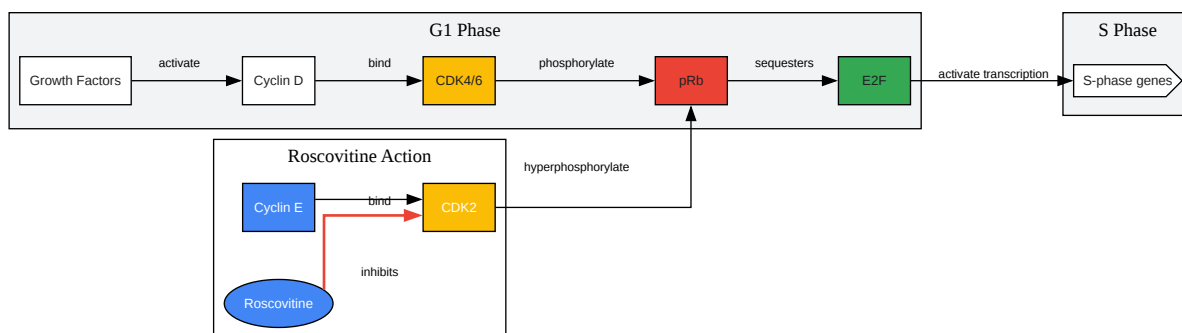 G1 Phase
S Phase
Growth Factors
activate
Cyclin D
bind
CDK4/6
phosphorylate
pRb
sequesters
E2F
activate transcription
S-phase genes
Roscovitine Action
hyperphosphorylate
Cyclin E
bind
CDK2
inhibits
Roscovitine